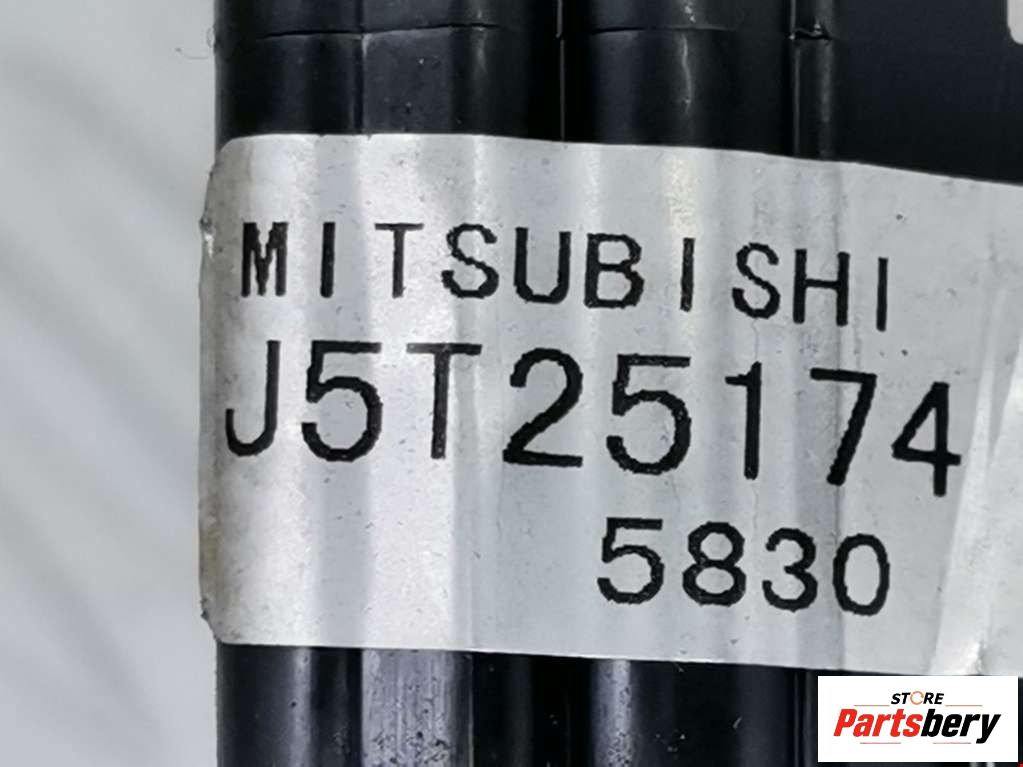 MITSUBISHI
J5T25174
5830
STORE
Partsbery